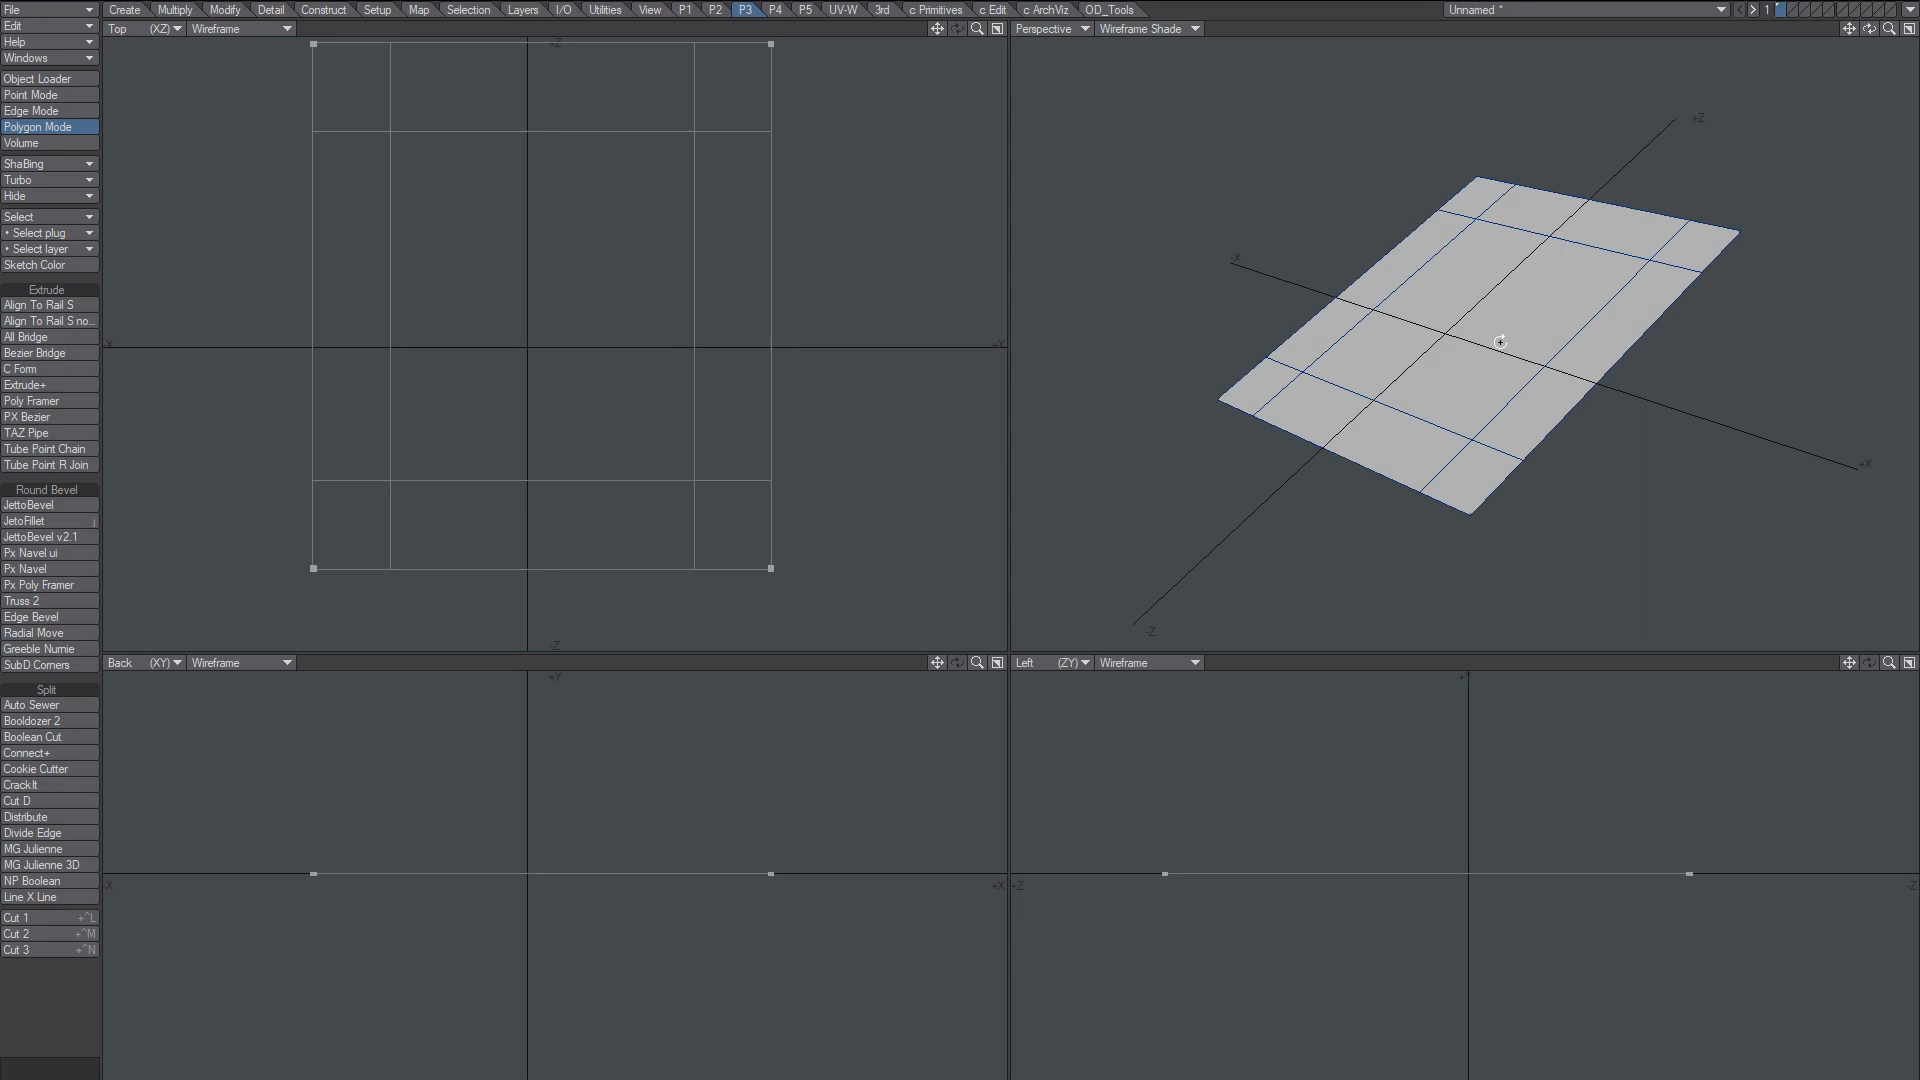 File Create Multiply Modify Detail Construct Setup Map Selection Layers I/O Utilities View P1 P2 P3 P4 P5 UV-W 3rd c Primitives c Edit c ArchViz OD_Tools Unnamed * < > 1
Edit
Help
Windows
Object Loader
Point Mode
Edge Mode
Polygon Mode
Volume
ShaBing
Turbo
Hide
Select
• Select plug
• Select layer
Sketch Color
Extrude
Align To Rail S
Align To Rail S no...
All Bridge
Bezier Bridge
C Form
Extrude+
Poly Framer
PX Bezier
TAZ Pipe
Tube Point Chain
Tube Point R Join
Round Bevel
JettoBevel
JetoFillet j
JettoBevel v2.1
Px Navel ui
Px Navel
Px Poly Framer
Truss 2
Edge Bevel
Radial Move
Greeble Nurnie
SubD Corners
Split
Auto Sewer
Booldozer 2
Boolean Cut
Connect+
Cookie Cutter
CrackIt
Cut D
Distribute
Divide Edge
MG Julienne
MG Julienne 3D
NP Boolean
Line X Line
Cut 1 +^L
Cut 2 +^M
Cut 3 +^N
Top (XZ) Wireframe
-Z
-X
+X
Perspective Wireframe Shade
+Z
-X
+X
-Z
Back (XY) Wireframe
+Y
-X
+X
Left (ZY) Wireframe
+Z
-Z